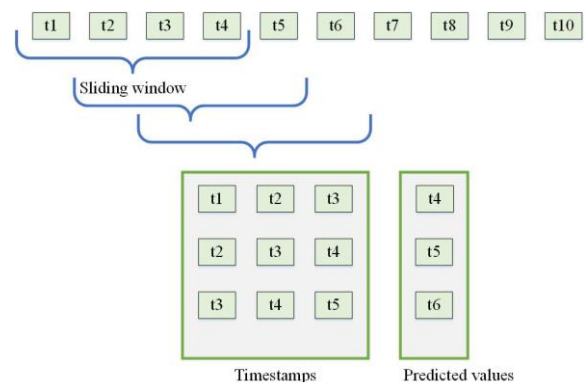 t1 t2 t3 t4 t5 t6 t7 t8 t9 t10
Sliding window
t1 t2 t3 t4
t2 t3 t4 t5
t3 t4 t5 t6
Timestamps Predicted values